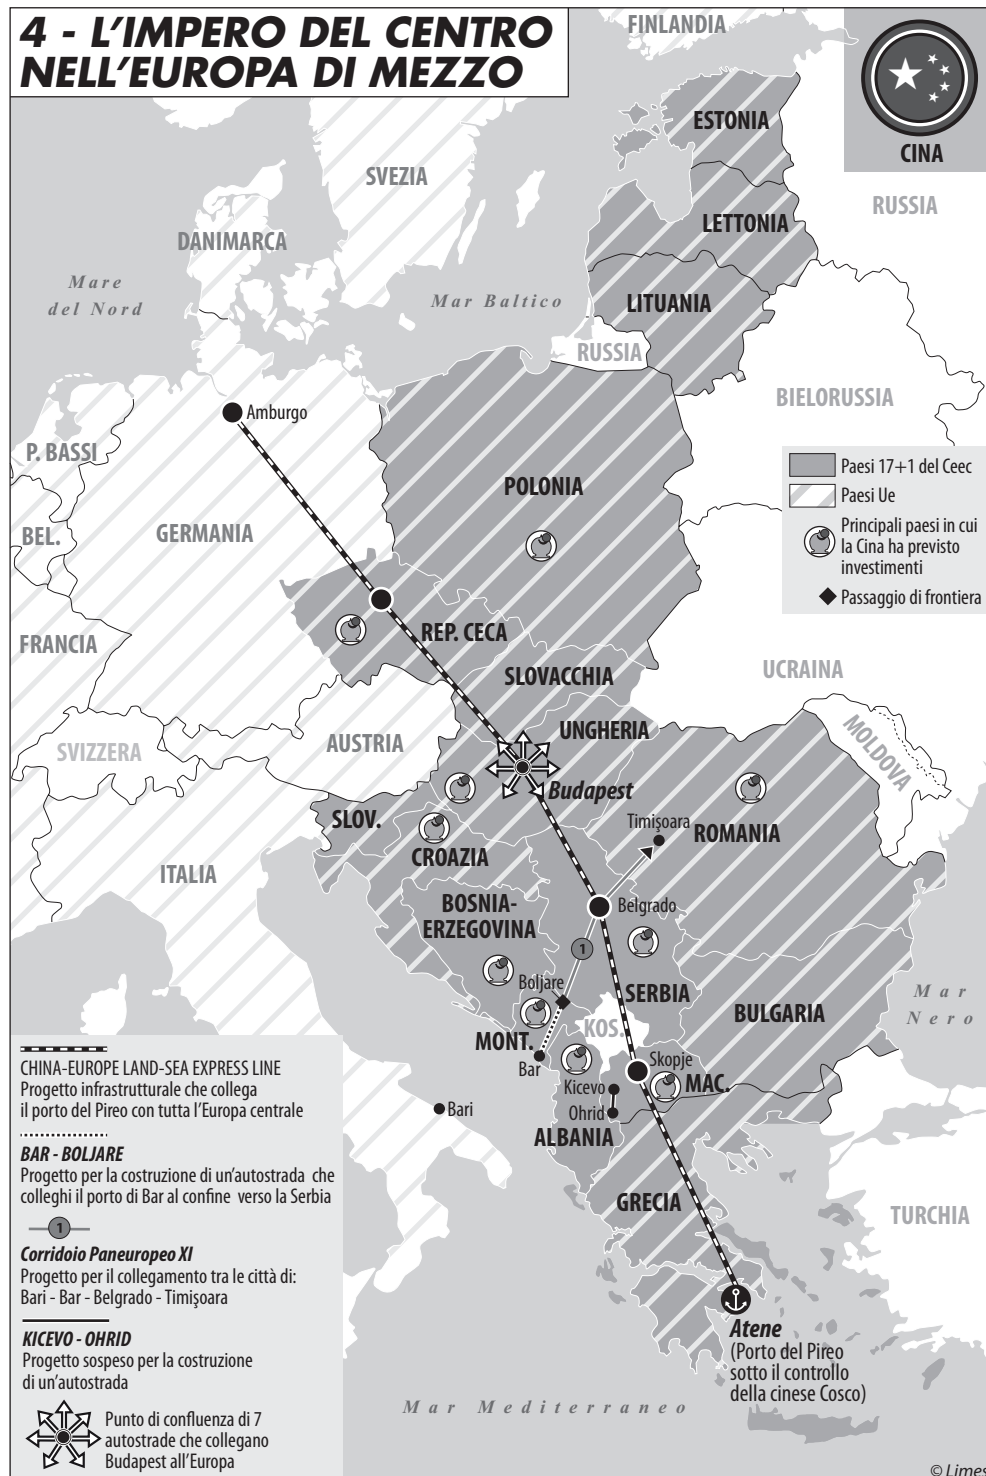 4 - L'IMPERO DEL CENTRO
NELL'EUROPA DI MEZZO
CINA
FINLANDIA
ESTONIA
SVEZIA
LETTONIA
RUSSIA
DANIMARCA
Mare
del Nord
Mar Baltico
LITUANIA
RUSSIA
BIELORUSSIA
Amburgo
P. BASSI
POLONIA
BEL.
GERMANIA
Paesi 17+1 del Ceec
Paesi Ue
Principali paesi in cui
la Cina ha previsto
investimenti
Passaggio di frontiera
FRANCIA
REP. CECA
SLOVACCHIA
UCRAINA
SVIZZERA
AUSTRIA
UNGHERIA
MOLDOVA
Budapest
SLOV.
Timişoara
ROMANIA
CROAZIA
ITALIA
BOSNIA-
ERZEGOVINA
Belgrado
1
Boljare
SERBIA
BULGARIA
Mar
Nero
KOS.
MONT.
Bar
Skopje
MAC.
Kicevo
Ohrid
Bari
ALBANIA
GRECIA
TURCHIA
Atene
(Porto del Pireo
sotto il controllo
della cinese Cosco)
Mar Mediterraneo
CHINA-EUROPE LAND-SEA EXPRESS LINE
Progetto infrastrutturale che collega
il porto del Pireo con tutta l'Europa centrale
BAR - BOLJARE
Progetto per la costruzione di un'autostrada che
colleghi il porto di Bar al confine verso la Serbia
1
Corridoio Paneuropeo XI
Progetto per il collegamento tra le città di:
Bari - Bar - Belgrado - Timişoara
KICEVO - OHRID
Progetto sospeso per la costruzione
di un'autostrada
Punto di confluenza di 7
autostrade che collegano
Budapest all'Europa
© Limes